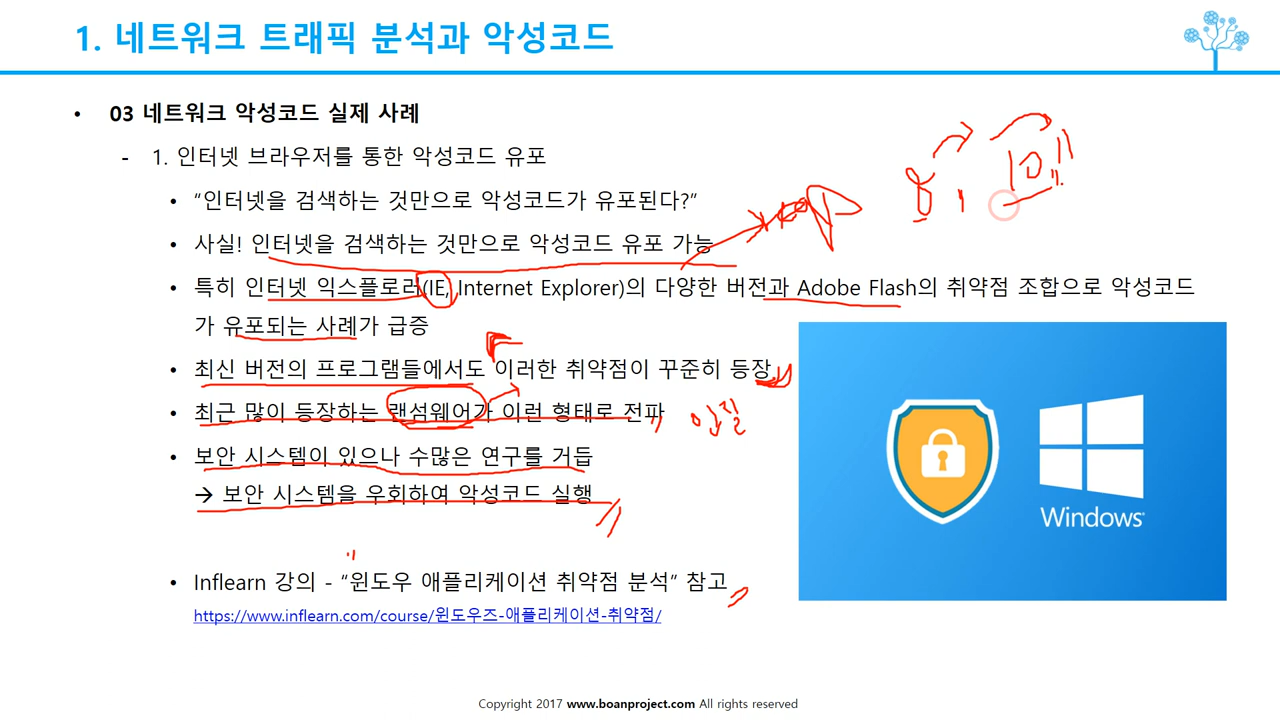 1. 네트워크 트래픽 분석과 악성코드
• 03 네트워크 악성코드 실제 사례
- 1. 인터넷 브라우저를 통한 악성코드 유포
• “인터넷을 검색하는 것만으로 악성코드가 유포된다?”
• 사실! 인터넷을 검색하는 것만으로 악성코드 유포 가능
• 특히 인터넷 익스플로러(IE, Internet Explorer)의 다양한 버전과 Adobe Flash의 취약점 조합으로 악성코드
가 유포되는 사례가 급증
• 최신 버전의 프로그램들에서도 이러한 취약점이 꾸준히 등장
• 최근 많이 등장하는 랜섬웨어가 이런 형태로 전파
• 보안 시스템이 있으나 수많은 연구를 거듭
→ 보안 시스템을 우회하여 악성코드 실행
Windows
• Inflearn 강의 - “윈도우 애플리케이션 취약점 분석” 참고
https://www.inflearn.com/course/윈도우즈-애플리케이션-취약점/
Copyright 2017 www.boanproject.com All rights reserved